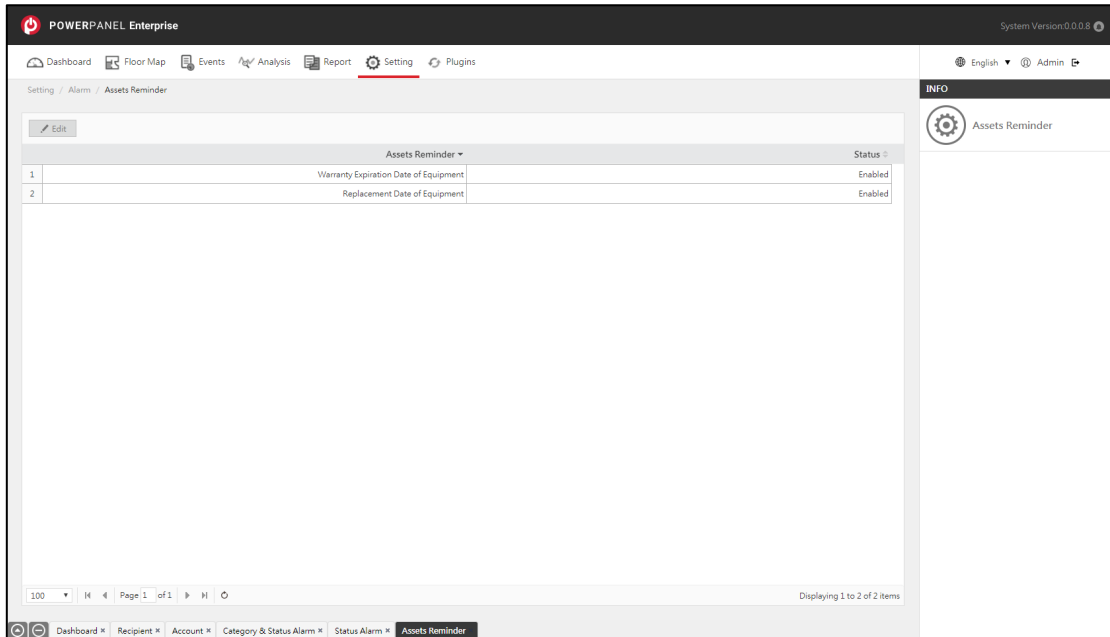 POWERPANEL Enterprise
System Version:0.0.0.8
Dashboard Floor Map Events Analysis Report Setting Plugins
English Admin
Setting / Alarm / Assets Reminder
INFO
Edit
Assets Reminder
Assets Reminder Status
1 Warranty Expiration Date of Equipment Enabled
2 Replacement Date of Equipment Enabled
100 Page 1 of 1 Displaying 1 to 2 of 2 items
Dashboard × Recipient × Account × Category & Status Alarm × Status Alarm × Assets Reminder